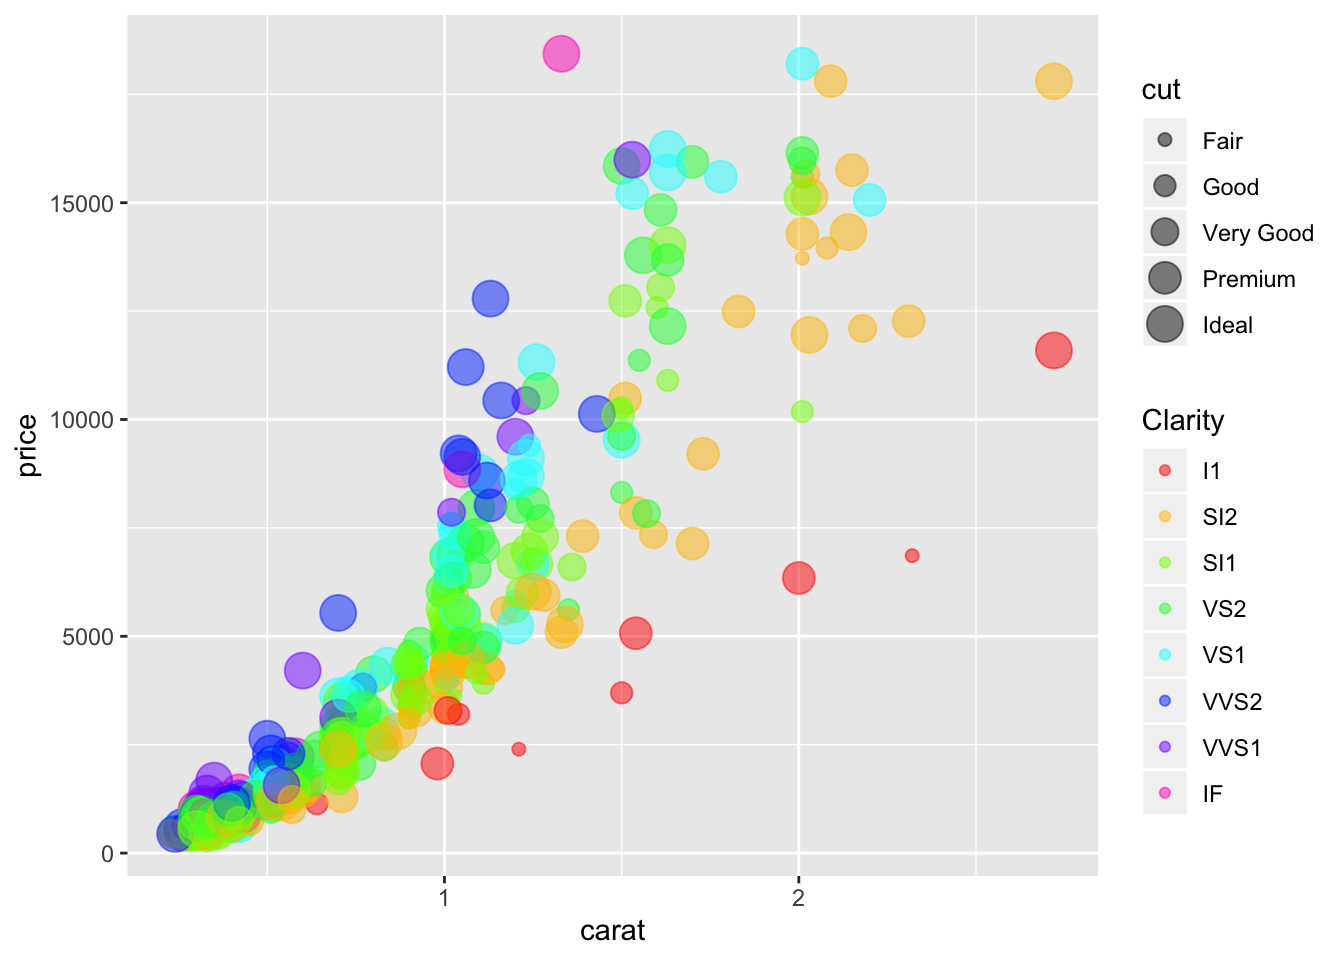 cut
Fair
Good
Very Good
Premium
Ideal
Clarity
I1
SI2
SI1
VS2
VS1
VVS2
VVS1
IF
price
15000
10000
5000
0
1 2
carat